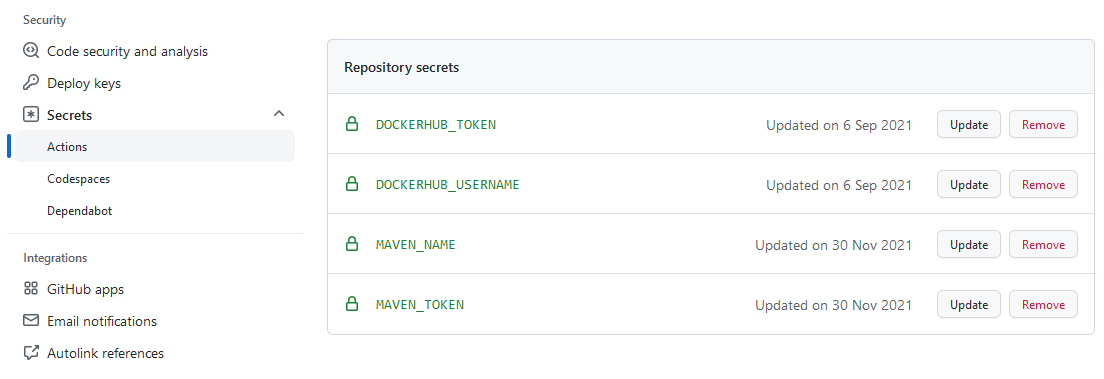 Security
Code security and analysis
Deploy keys
Secrets
Actions
Codespaces
Dependabot
Integrations
GitHub apps
Email notifications
Autolink references
Repository secrets
DOCKERHUB_TOKEN Updated on 6 Sep 2021 Update Remove
DOCKERHUB_USERNAME Updated on 6 Sep 2021 Update Remove
MAVEN_NAME Updated on 30 Nov 2021 Update Remove
MAVEN_TOKEN Updated on 30 Nov 2021 Update Remove